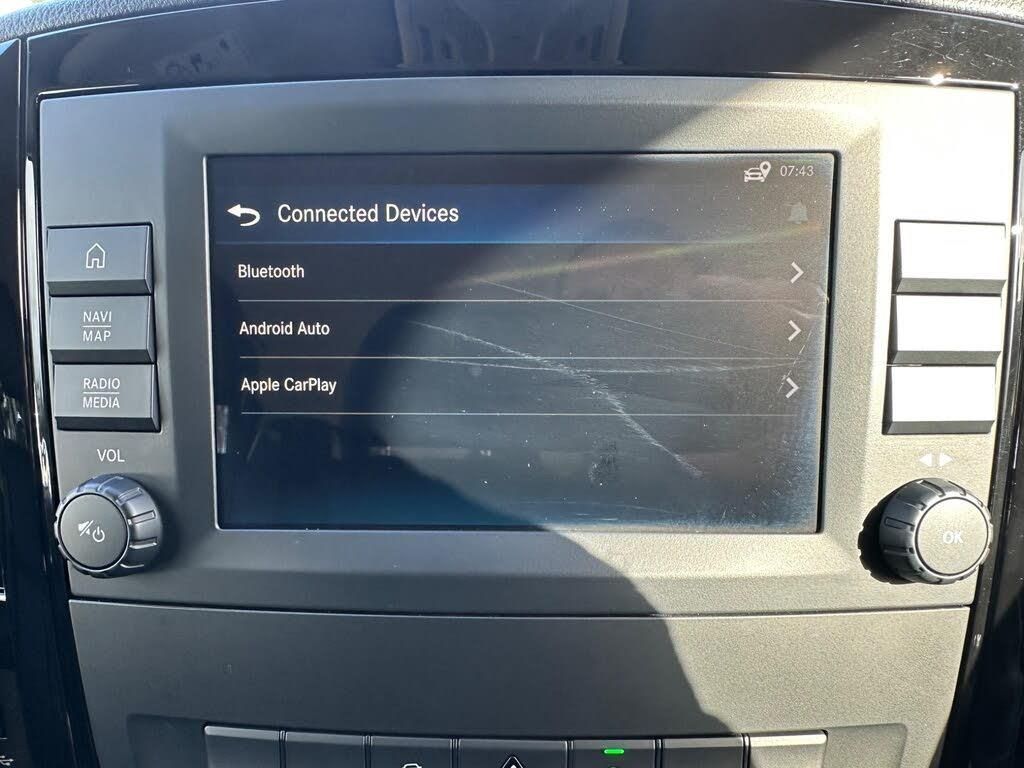 07:43
Connected Devices
Bluetooth
NAVI
MAP
Android Auto
RADIO
MEDIA
Apple CarPlay
VOL
OK